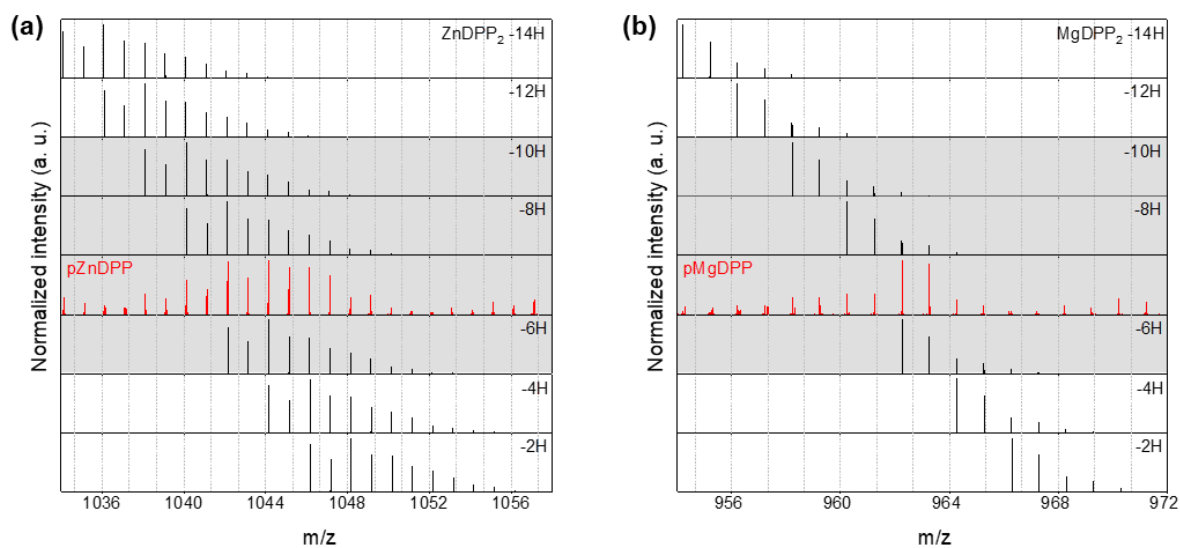 (a)
Normalized intensity (a. u.)
ZnDPP₂ -14H
-12H
-10H
-8H
pZnDPP
-6H
-4H
-2H
1036 1040 1044 1048 1052 1056
m/z
(b)
Normalized intensity (a. u.)
MgDPP₂ -14H
-12H
-10H
-8H
pMgDPP
-6H
-4H
-2H
956 960 964 968 972
m/z